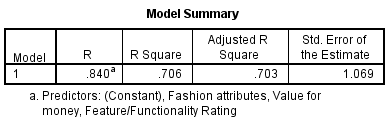 Model Summary
Model R R Square Adjusted R Square Std. Error of the Estimate
1 .840a .706 .703 1.069
a. Predictors: (Constant), Fashion attributes, Value for
money, Feature/Functionality Rating